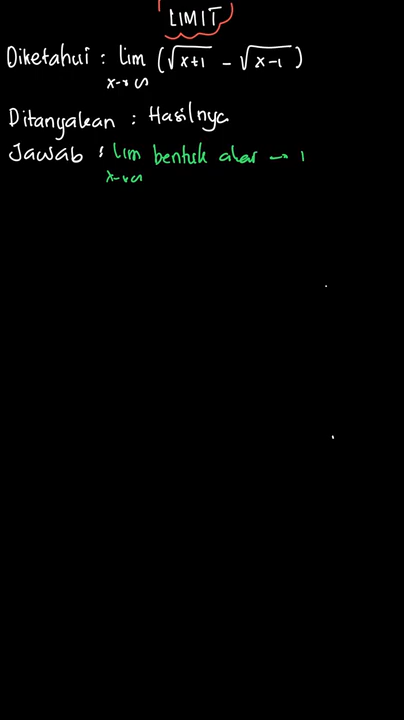 LIMIT
Diketahui : lim (√x+1 - √x-1)
x→∞
Ditanyakan : Hasilnya
Jawab : lim bentuk akar → 1
x→∞